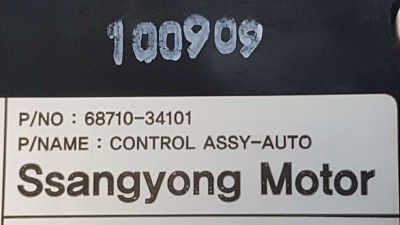 100909
P/NO : 68710-34101
P/NAME : CONTROL ASSY-AUTO
Ssangyong Motor